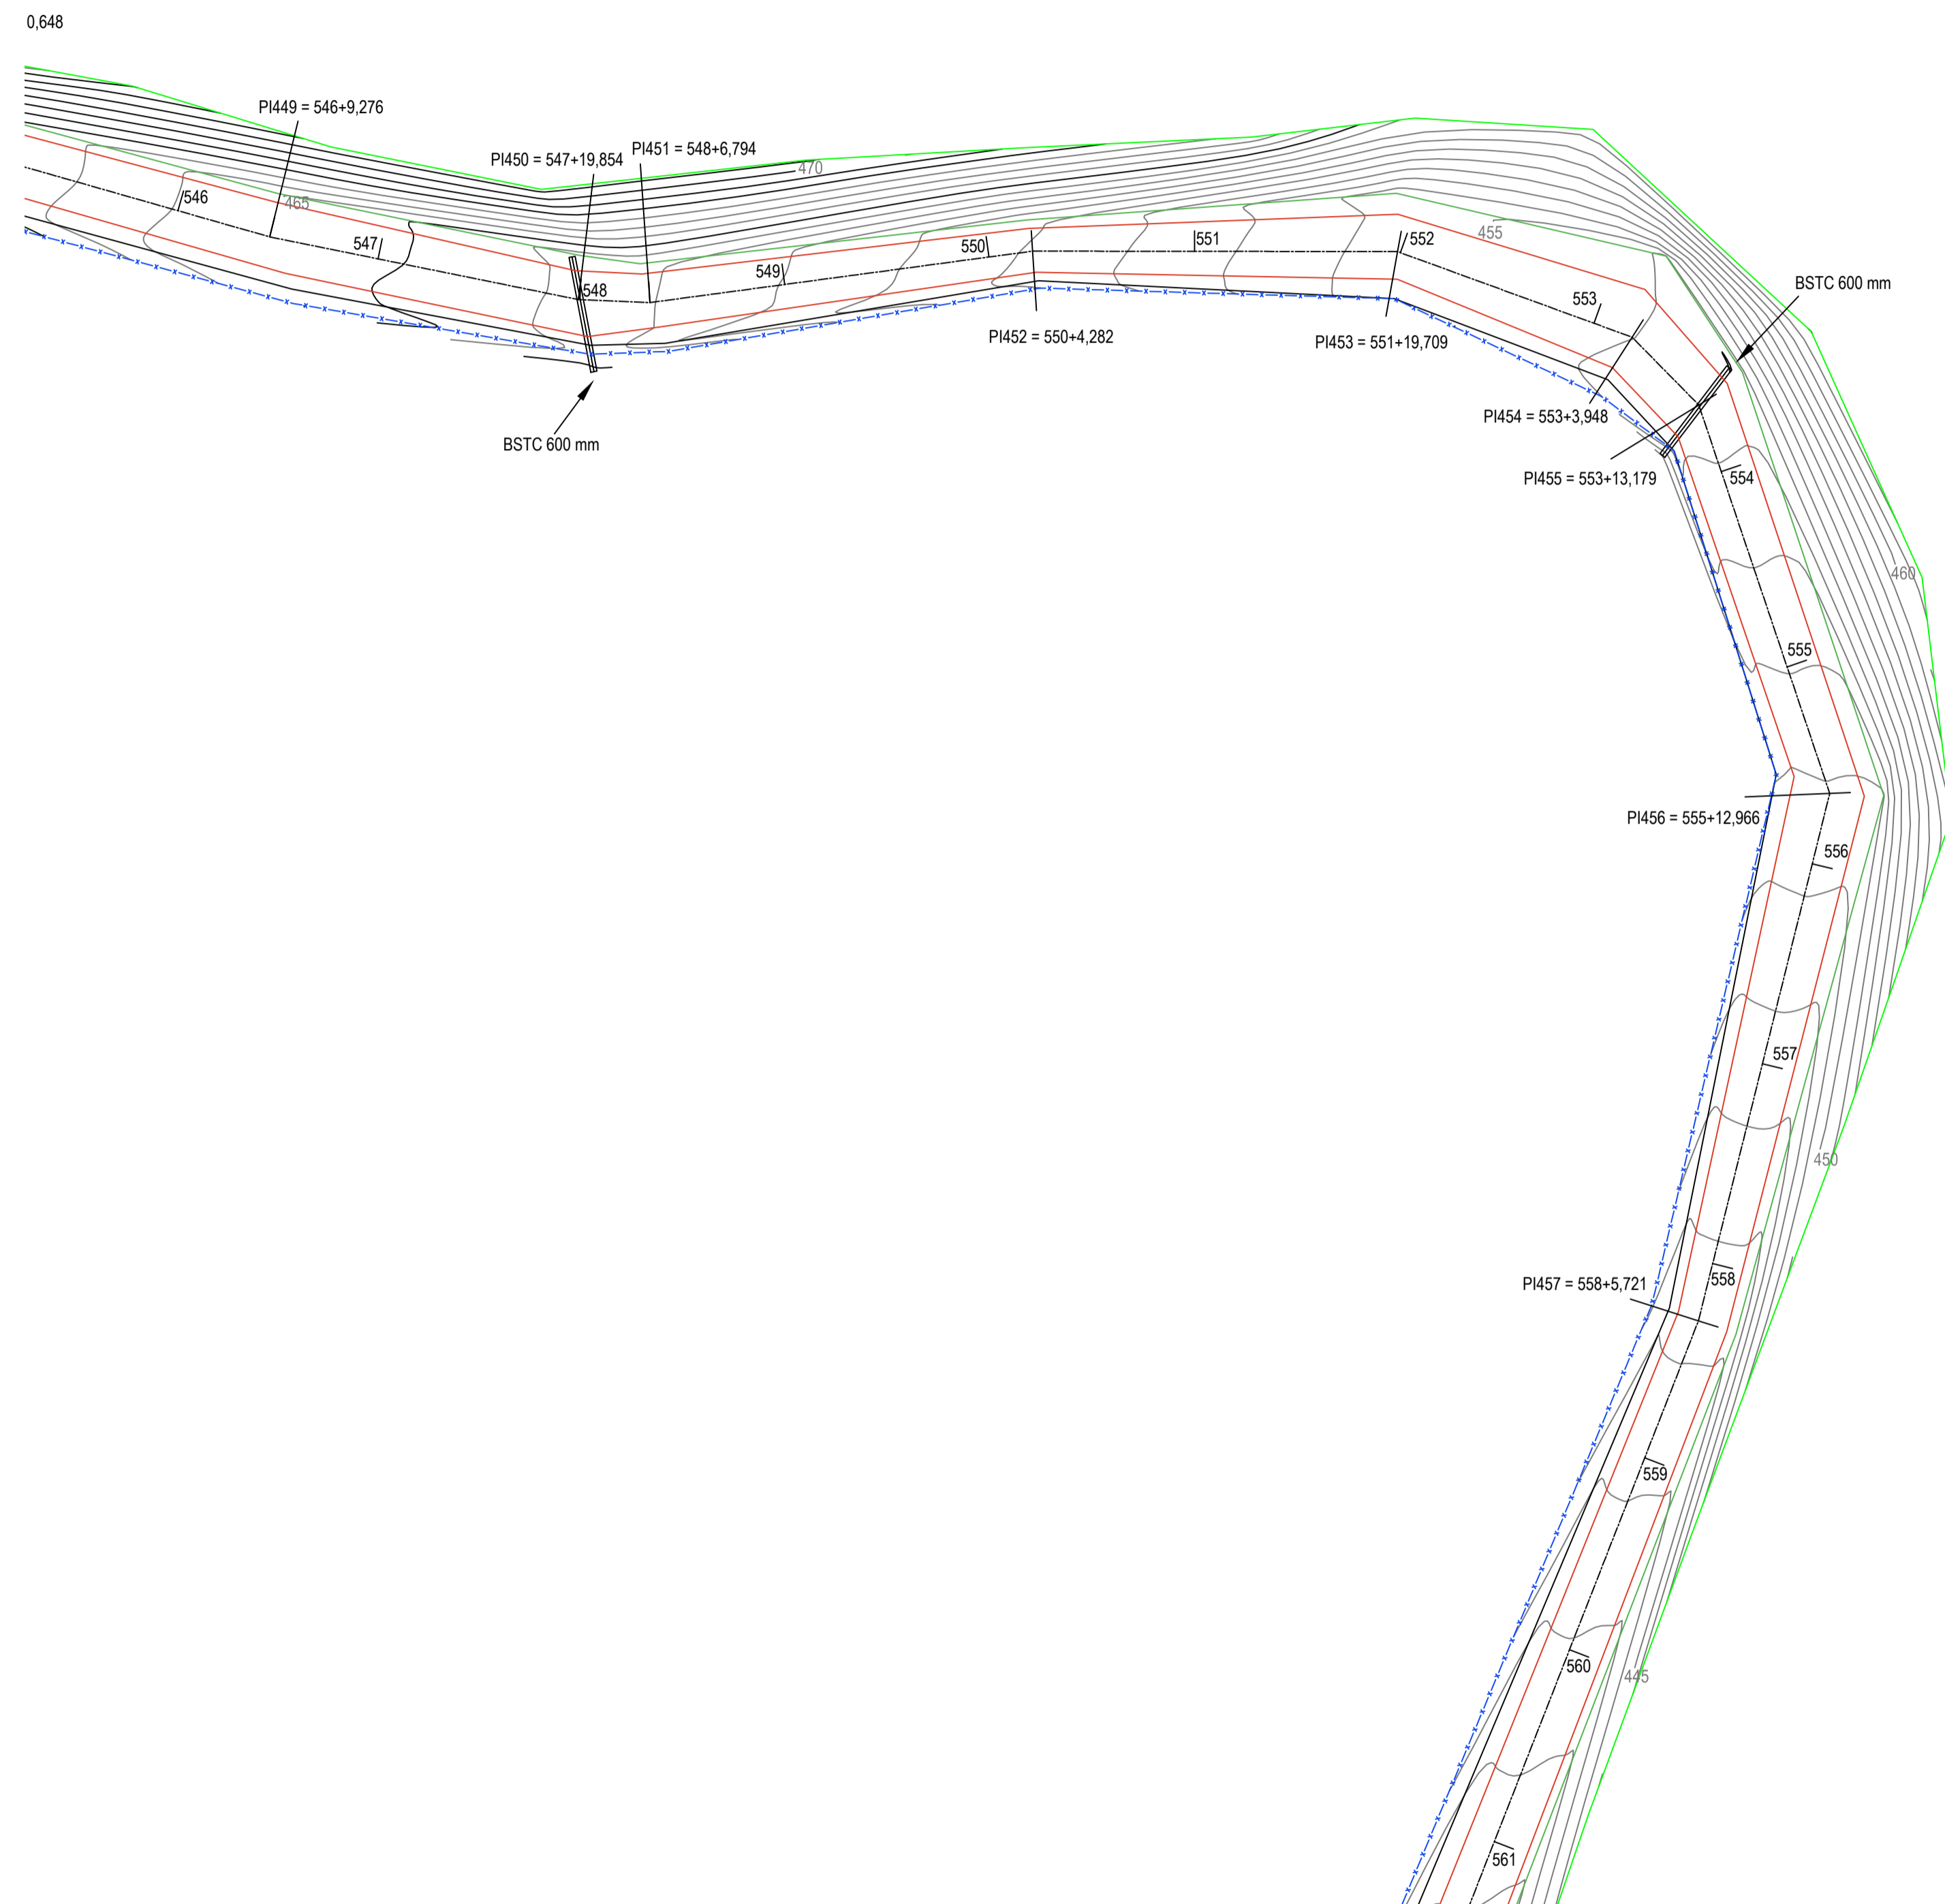 0,648
PI449 = 546+9,276
PI450 = 547+19,854
PI451 = 548+6,794
470
546
465
547
548
549
550
551
552
455
553
BSTC 600 mm
PI452 = 550+4,282
PI453 = 551+19,709
PI454 = 553+3,948
BSTC 600 mm
PI455 = 553+13,179
554
460
555
PI456 = 555+12,966
556
557
450
558
PI457 = 558+5,721
559
560
445
561